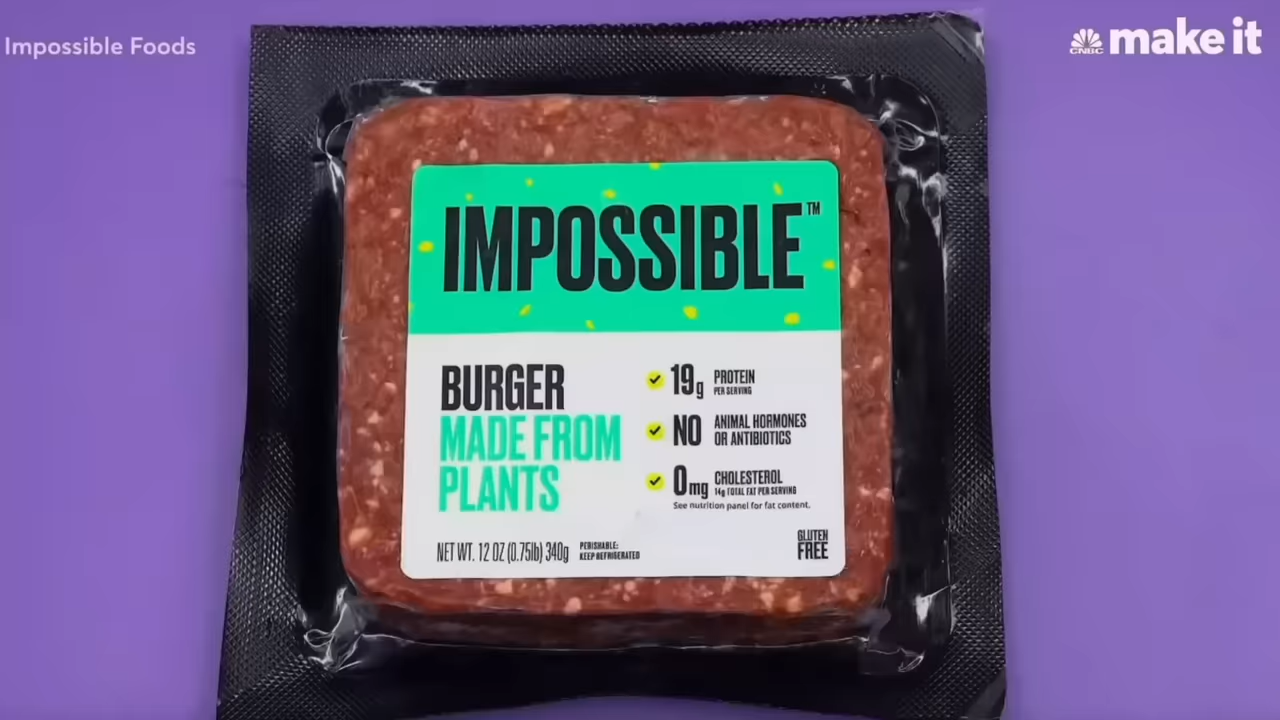 Impossible Foods
CNBC make it
IMPOSSIBLE™
BURGER
MADE FROM
PLANTS
19g PROTEIN
PER SERVING
NO ANIMAL HORMONES
OR ANTIBIOTICS
0mg CHOLESTEROL
14g TOTAL FAT PER SERVING
See nutrition panel for fat content.
NET WT. 12 OZ (0.75lb) 340g
PERISHABLE:
KEEP REFRIGERATED
GLUTEN
FREE